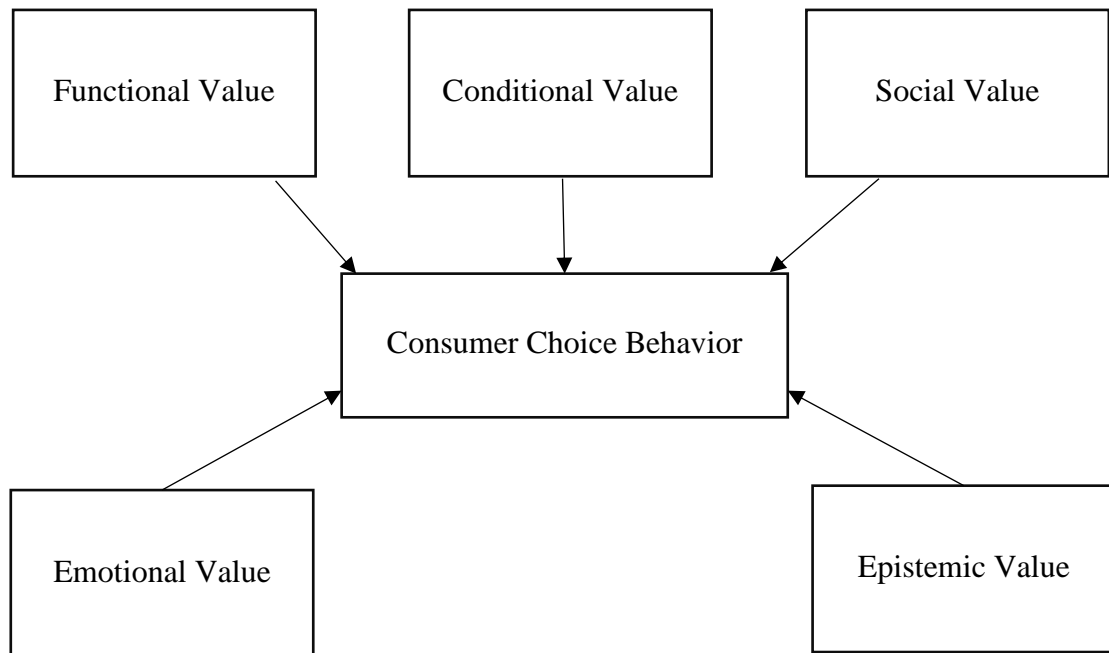 Functional Value
Conditional Value
Social Value
Consumer Choice Behavior
Emotional Value
Epistemic Value